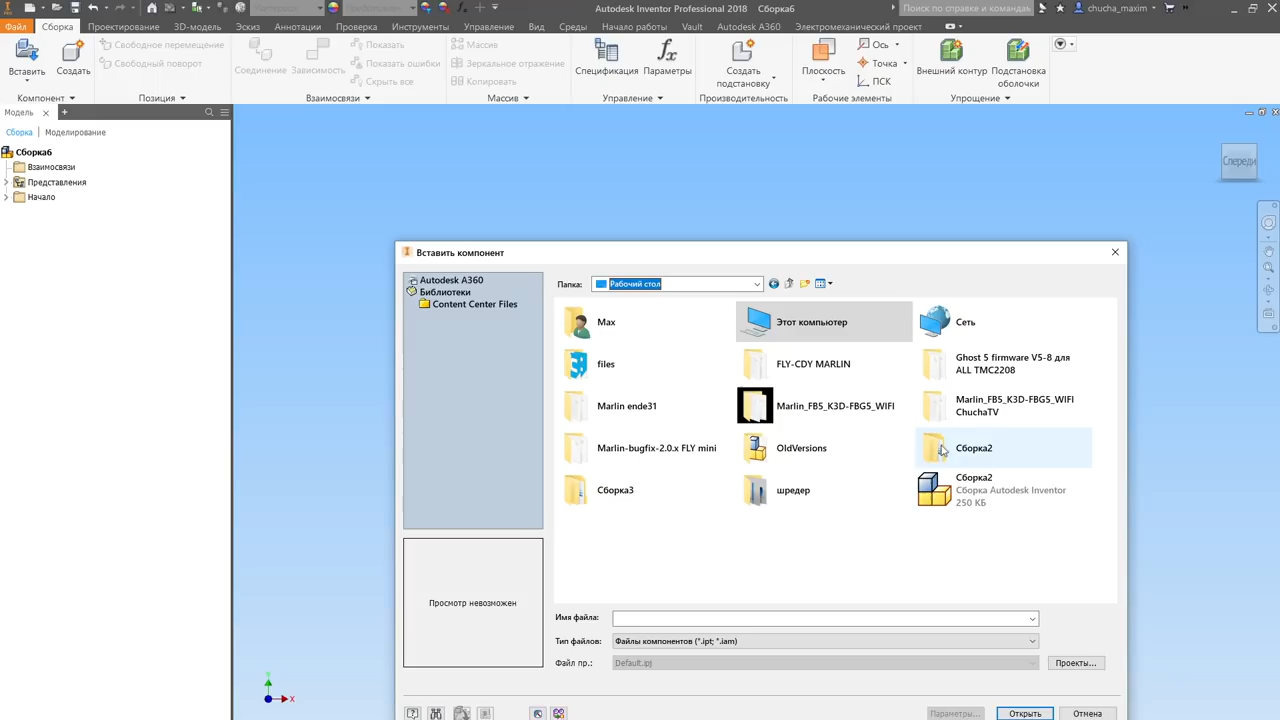 Autodesk Inventor Professional 2018 Сборка6
Поиск по справке и командам
chucha_maxim
Файл Сборка Проектирование 3D-модель Эскиз Аннотации Проверка Инструменты Управление Вид Среды Начало работы Vault Autodesk A360 Электромеханический проект
Вставить
Создать
Свободное перемещение
Свободный поворот
Соединение
Зависимость
Показать
Показать ошибки
Скрыть все
Массив
Зеркальное отражение
Копировать
Спецификация
Параметры
Создать
подстановку
Плоскость
Ось
Точка
ПСК
Внешний контур
Подстановка
оболочки
Компонент
Позиция
Взаимосвязи
Массив
Управление
Производительность
Рабочие элементы
Упрощение
Модель
Сборка
Моделирование
Сборка6
Взаимосвязи
Представления
Начало
Спереди
Вставить компонент
Autodesk A360
Библиотеки
Content Center Files
Папка:
Рабочий стол
Max
Этот компьютер
Сеть
files
FLY-CDY MARLIN
Ghost 5 firmware V5-8 для
ALL TMC2208
Marlin ende31
Marlin_FB5_K3D-FBG5_WIFI
Marlin_FB5_K3D-FBG5_WIFI
ChuchaTV
Marlin-bugfix-2.0.x FLY mini
OldVersions
Сборка2
Сборка3
шредер
Сборка2
Сборка Autodesk Inventor
250 КБ
Просмотр невозможен
Имя файла:
Тип файлов:
Файлы компонентов (*.ipt; *.iam)
Файл пр.:
Default.ipj
Проекты...
Параметры...
Открыть
Отмена
Y
X